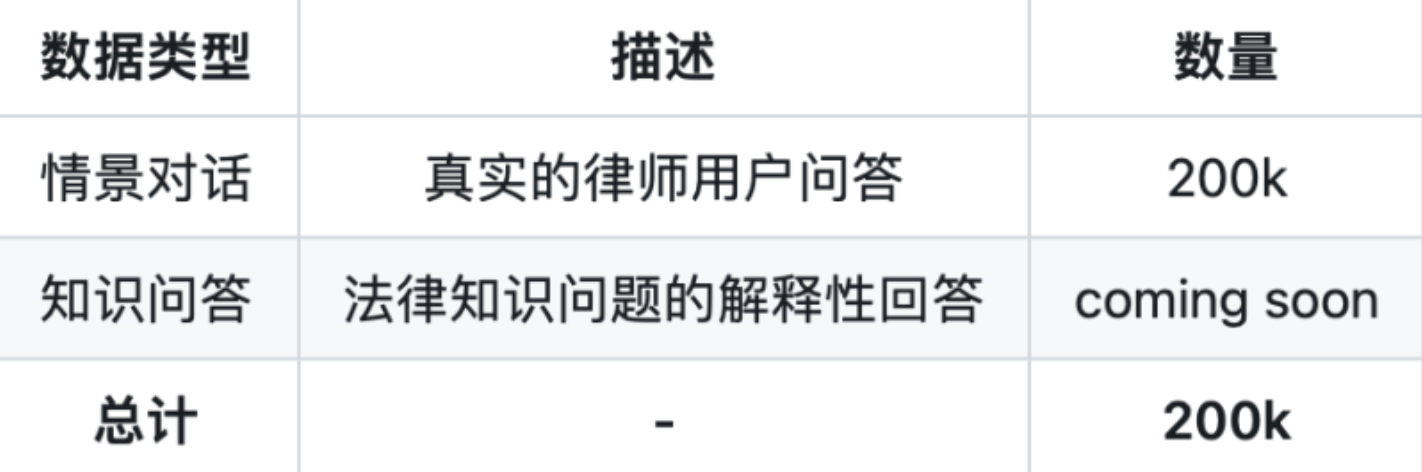 数据类型 描述 数量
情景对话 真实的律师用户问答 200k
知识问答 法律知识问题的解释性回答 coming soon
总计 - 200k